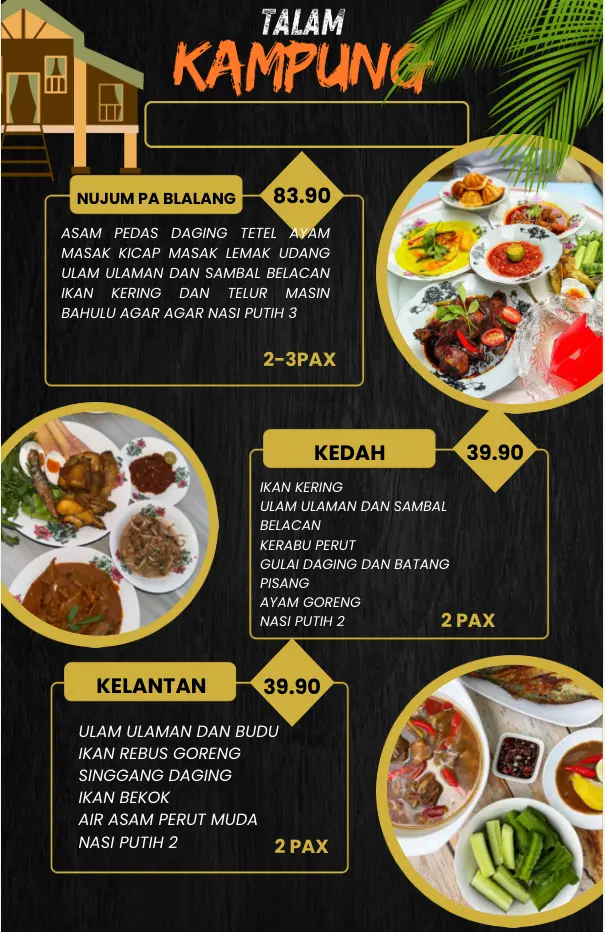 TALAM
KAMPUNG
NUJUM PA BLALANG
83.90
ASAM PEDAS DAGING TETEL AYAM
MASAK KICAP MASAK LEMAK UDANG
ULAM ULAMAN DAN SAMBAL BELACAN
IKAN KERING DAN TELUR MASIN
BAHULU AGAR AGAR NASI PUTIH 3
2-3PAX
KEDAH
39.90
IKAN KERING
ULAM ULAMAN DAN SAMBAL
BELACAN
KERABU PERUT
GULAI DAGING DAN BATANG
PISANG
AYAM GORENG
NASI PUTIH 2
2 PAX
KELANTAN
39.90
ULAM ULAMAN DAN BUDU
IKAN REBUS GORENG
SINGGANG DAGING
IKAN BEKOK
AIR ASAM PERUT MUDA
NASI PUTIH 2
2 PAX